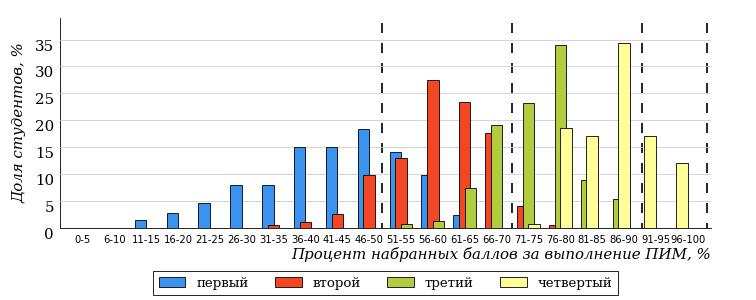 Доля студентов, %
35
30
25
20
15
10
5
0
0-5 6-10 11-15 16-20 21-25 26-30 31-35 36-40 41-45 46-50 51-55 56-60 61-65 66-70 71-75 76-80 81-85 86-90 91-95 96-100
Процент набранных баллов за выполнение ПИМ, %
первый второй третий четвертый